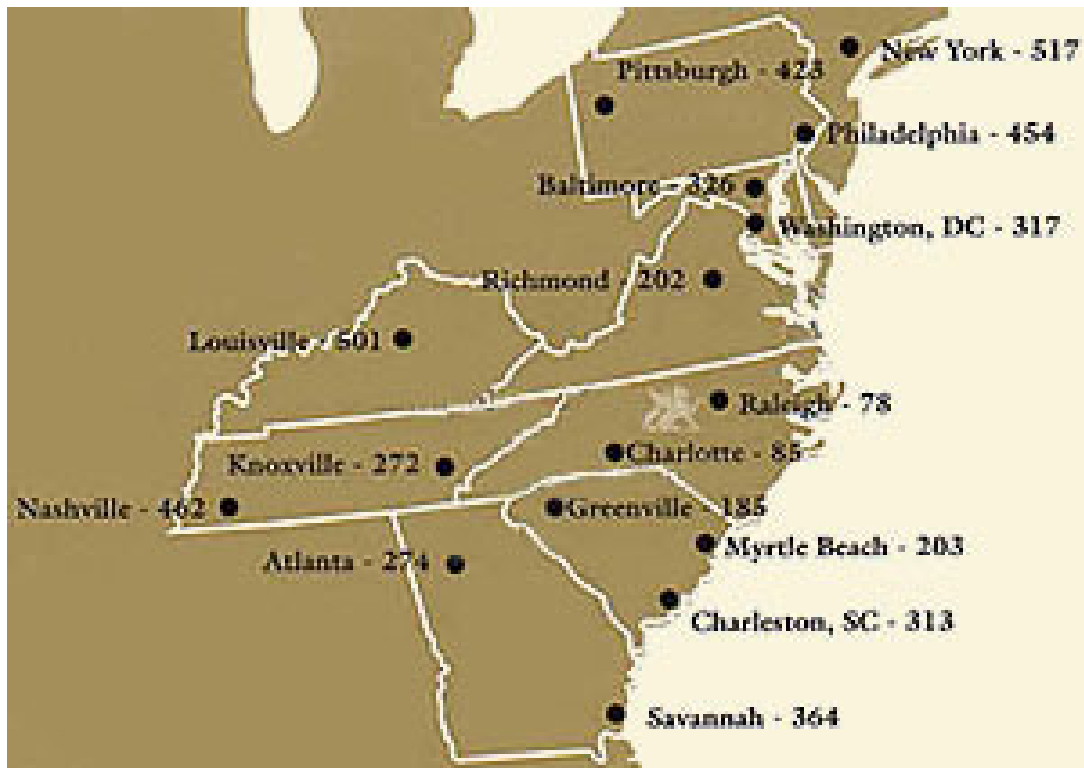 New York - 517
Pittsburgh - 423
Philadelphia - 454
Baltimore - 326
Washington, DC - 317
Richmond - 202
Louisville - 501
Raleigh - 78
Charlotte - 85
Knoxville - 272
Nashville - 462
Greenville - 185
Myrtle Beach - 203
Atlanta - 274
Charleston, SC - 313
Savannah - 364